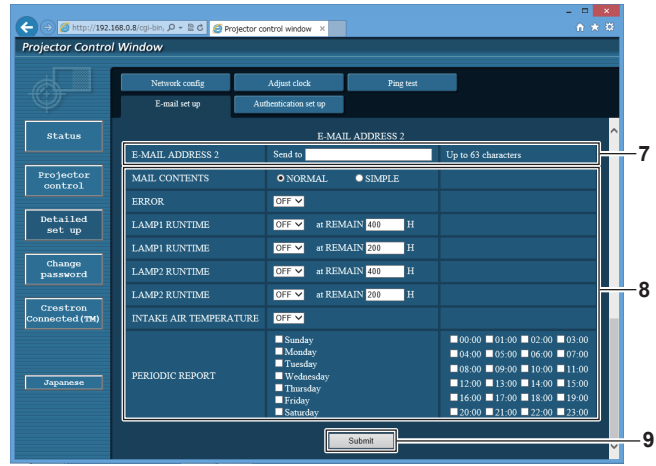 http://192.168.0.8/cgi-bin,
Projector control window
Projector Control Window
Network config
Adjust clock
Ping test
E-mail set up
Authentication set up
Status
Projector
control
Detailed
set up
Change
password
Crestron
Connected(TM)
Japanese
E-MAIL ADDRESS 2
E-MAIL ADDRESS 2 Send to Up to 63 characters
7
MAIL CONTENTS NORMAL SIMPLE
ERROR OFF
LAMP1 RUNTIME OFF at REMAIN 400 H
LAMP1 RUNTIME OFF at REMAIN 200 H
LAMP2 RUNTIME OFF at REMAIN 400 H
8
LAMP2 RUNTIME OFF at REMAIN 200 H
INTAKE AIR TEMPERATURE OFF
PERIODIC REPORT
Sunday
Monday
Tuesday
Wednesday
Thursday
Friday
Saturday
00:00 01:00 02:00 03:00
04:00 05:00 06:00 07:00
08:00 09:00 10:00 11:00
12:00 13:00 14:00 15:00
16:00 17:00 18:00 19:00
20:00 21:00 22:00 23:00
Submit
9